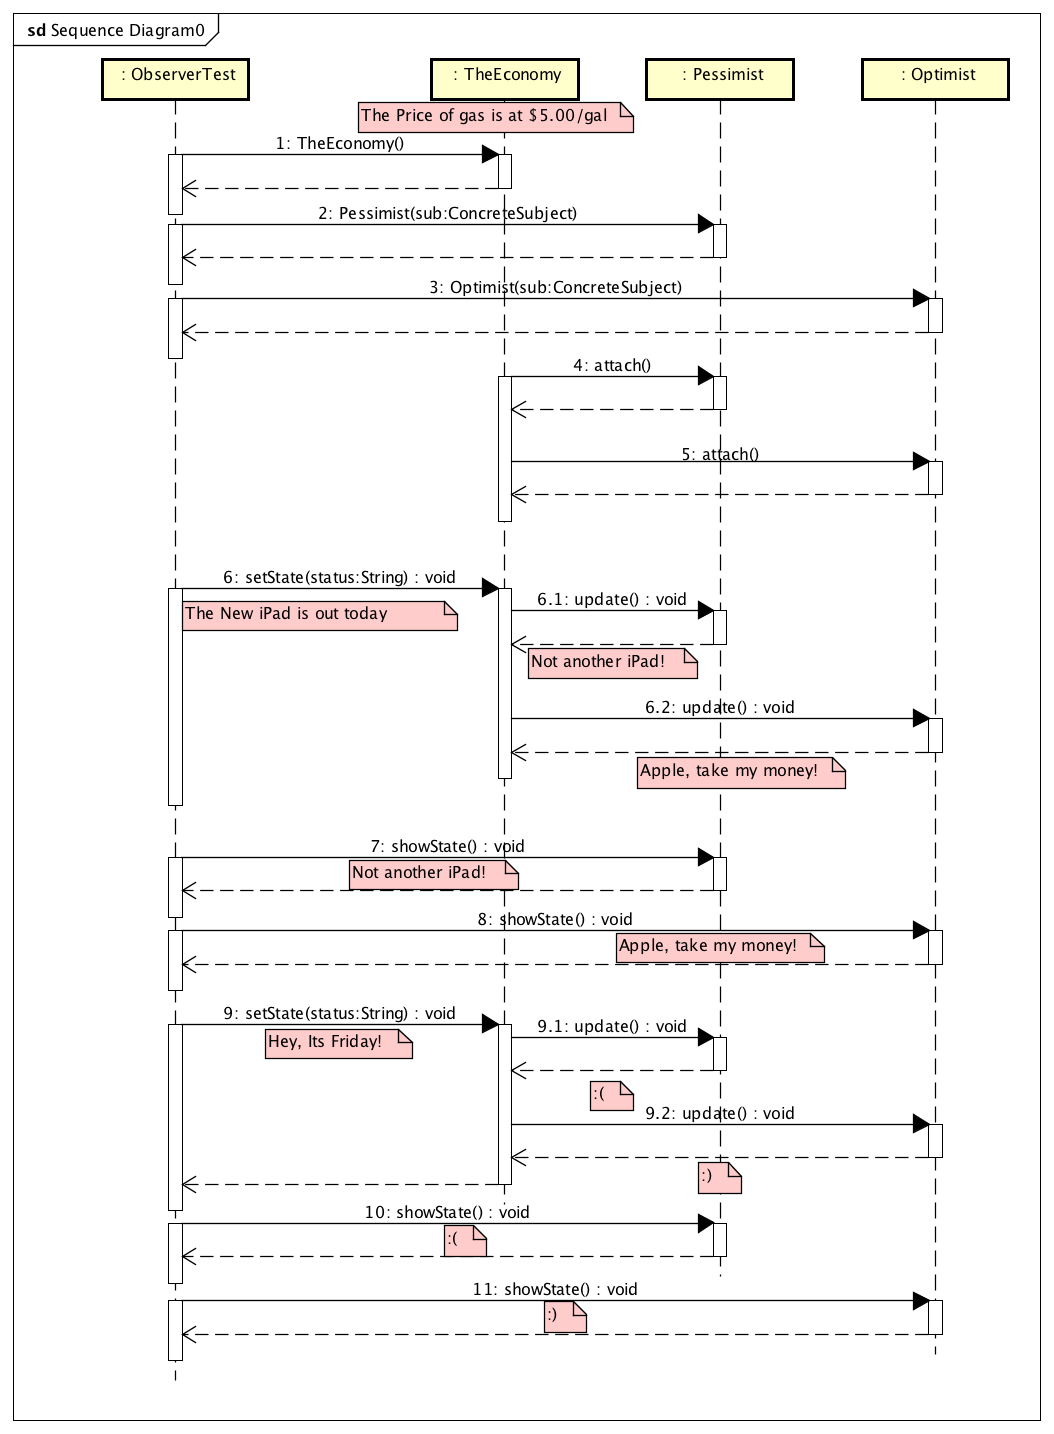 sd Sequence Diagram0
: ObserverTest
: TheEconomy
: Pessimist
: Optimist
The Price of gas is at $5.00/gal
1: TheEconomy()
2: Pessimist(sub:ConcreteSubject)
3: Optimist(sub:ConcreteSubject)
4: attach()
5: attach()
6: setState(status:String) : void
The New iPad is out today
6.1: update() : void
Not another iPad!
6.2: update() : void
Apple, take my money!
7: showState() : void
Not another iPad!
8: showState() : void
Apple, take my money!
9: setState(status:String) : void
Hey, Its Friday!
9.1: update() : void
:(
9.2: update() : void
:)
10: showState() : void
:(
11: showState() : void
:)